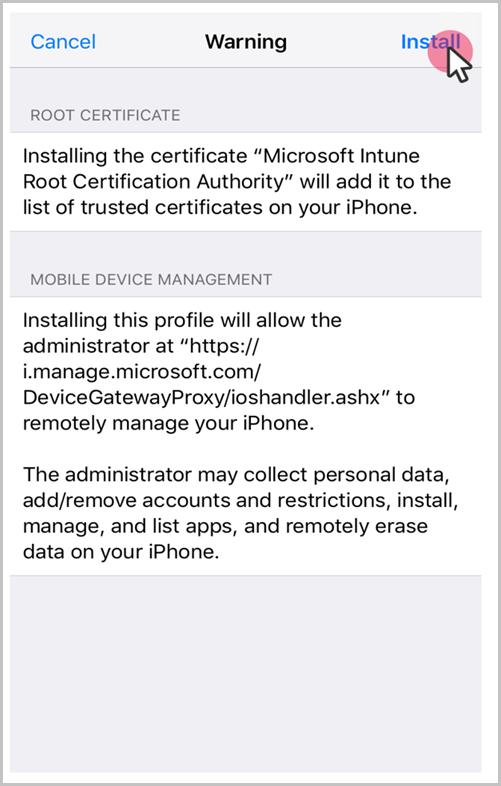 Cancel Warning Install
ROOT CERTIFICATE
Installing the certificate “Microsoft Intune
Root Certification Authority” will add it to the
list of trusted certificates on your iPhone.
MOBILE DEVICE MANAGEMENT
Installing this profile will allow the
administrator at “https://
i.manage.microsoft.com/
DeviceGatewayProxy/ioshandler.ashx” to
remotely manage your iPhone.
The administrator may collect personal data,
add/remove accounts and restrictions, install,
manage, and list apps, and remotely erase
data on your iPhone.